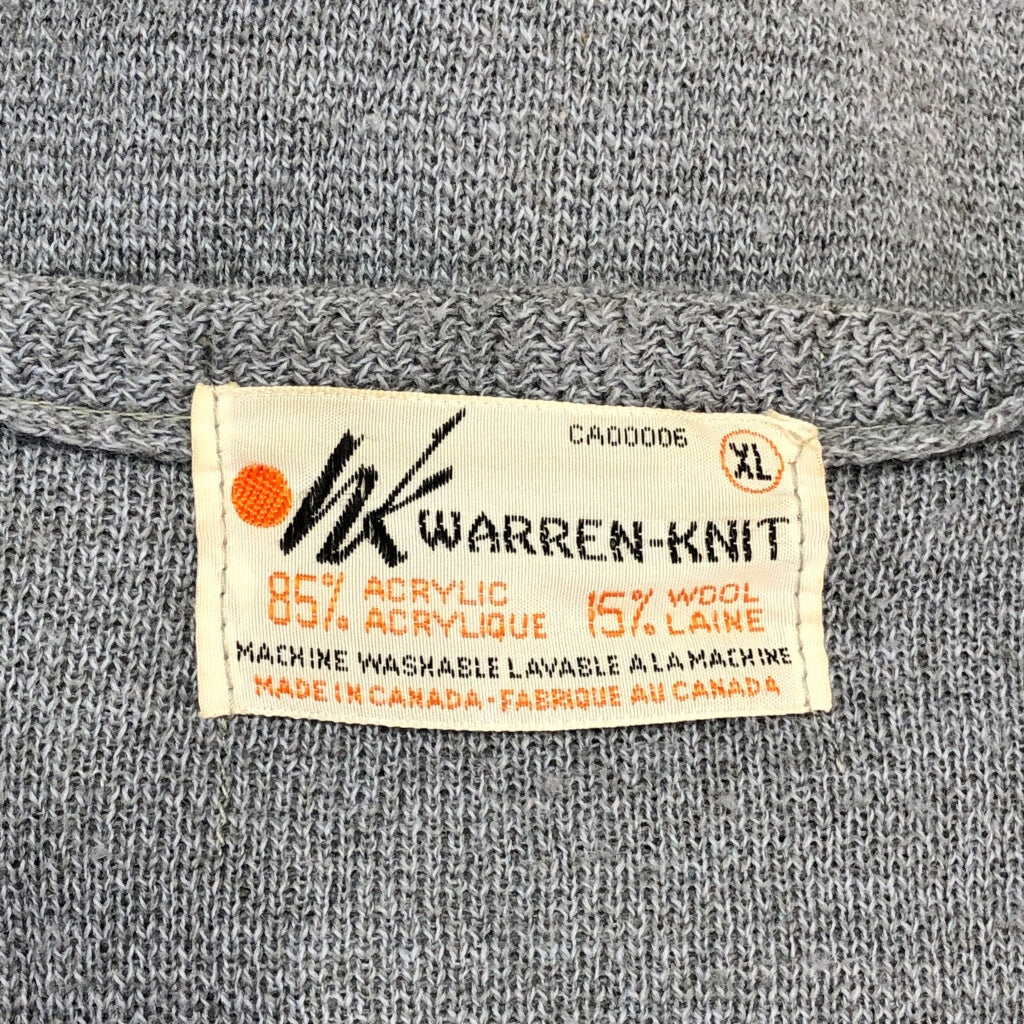 CA00006 XL
WK WARREN-KNIT
85% ACRYLIC 15% WOOL
ACRYLIQUE LAINE
MACHINE WASHABLE LAVABLE A LA MACHINE
MADE IN CANADA - FABRIQUE AU CANADA